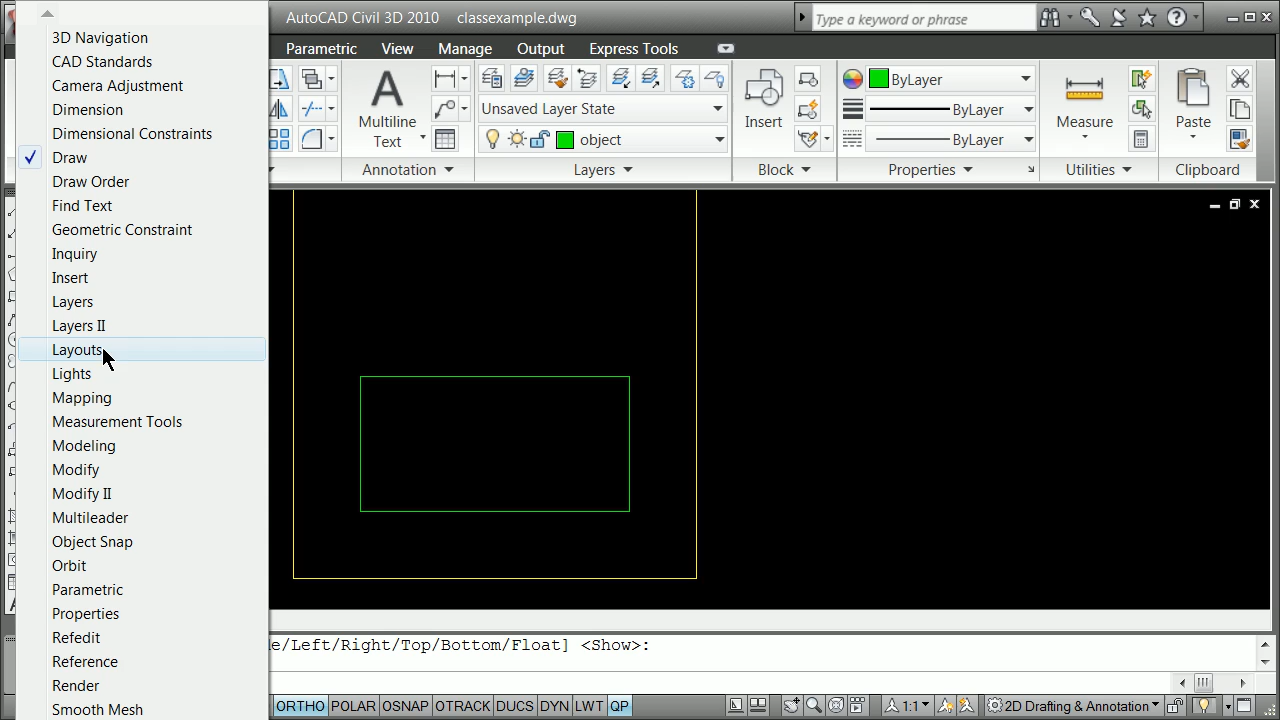 AutoCAD Civil 3D 2010 classexample.dwg
Type a keyword or phrase
Parametric View Manage Output Express Tools
3D Navigation
CAD Standards
Camera Adjustment
Dimension
Dimensional Constraints
Draw
Draw Order
Find Text
Geometric Constraint
Inquiry
Insert
Layers
Layers II
Layouts
Lights
Mapping
Measurement Tools
Modeling
Modify
Modify II
Multileader
Object Snap
Orbit
Parametric
Properties
Refedit
Reference
Render
Smooth Mesh
A
Multiline
Text
Annotation
Unsaved Layer State
object
Layers
Insert
Block
ByLayer
ByLayer
ByLayer
Properties
Measure
Utilities
Paste
Clipboard
e/Left/Right/Top/Bottom/Float] <Show>:
ORTHO POLAR OSNAP OTRACK DUCS DYN LWT QP
1:1
2D Drafting & Annotation